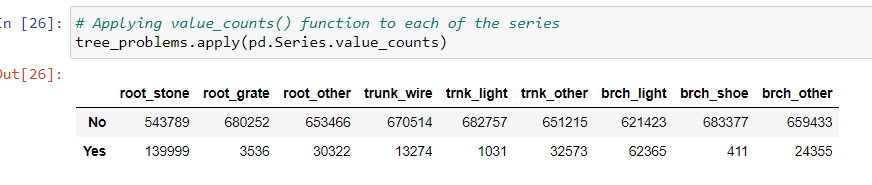 In [26]: # Applying value_counts() function to each of the series
tree_problems.apply(pd.Series.value_counts)
Out[26]:
root_stone root_grate root_other trunk_wire trnk_light trnk_other brch_light brch_shoe brch_other
No 543789 680252 653466 670514 682757 651215 621423 683377 659433
Yes 139999 3536 30322 13274 1031 32573 62365 411 24355